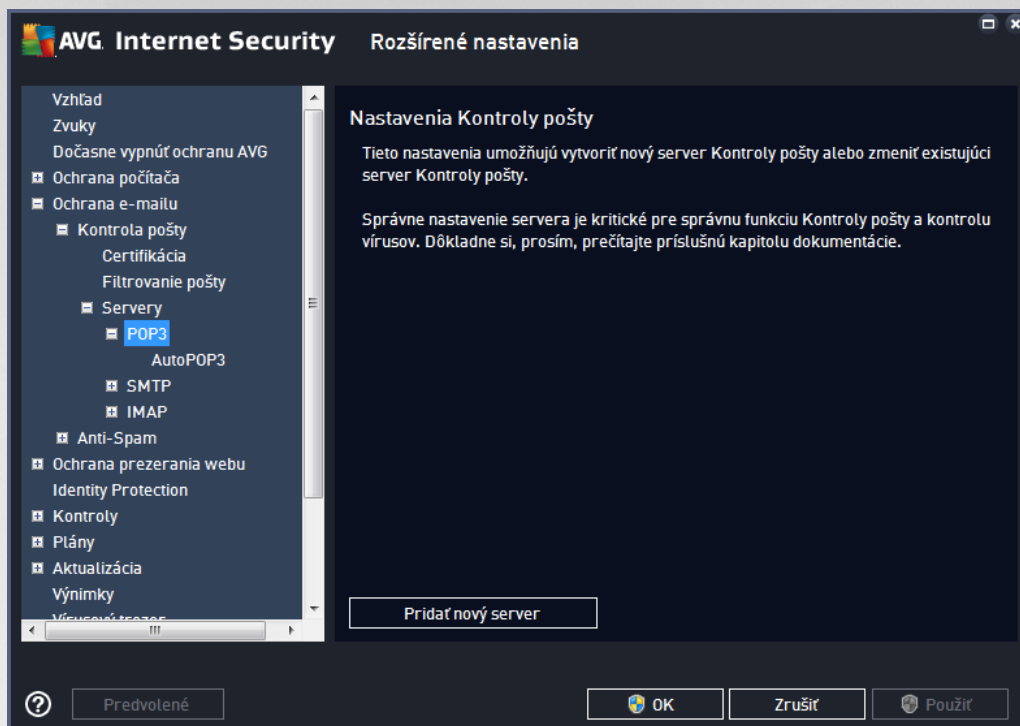 AVG. Internet Security Rozšírené nastavenia
Vzhľad
Zvuky
Dočasne vypnúť ochranu AVG
Ochrana počítača
Ochrana e-mailu
Kontrola pošty
Certifikácia
Filtrovanie pošty
Servery
POP3
AutoPOP3
SMTP
IMAP
Anti-Spam
Ochrana prezerania webu
Identity Protection
Kontroly
Plány
Aktualizácia
Výnimky
Vírusový trezor
Nastavenia Kontroly pošty
Tieto nastavenia umožňujú vytvoriť nový server Kontroly pošty alebo zmeniť existujúci
server Kontroly pošty.
Správne nastavenie servera je kritické pre správnu funkciu Kontroly pošty a kontrolu
vírusov. Dôkladne si, prosím, prečítajte príslušnú kapitolu dokumentácie.
Pridať nový server
Predvolené
OK
Zrušiť
Použiť